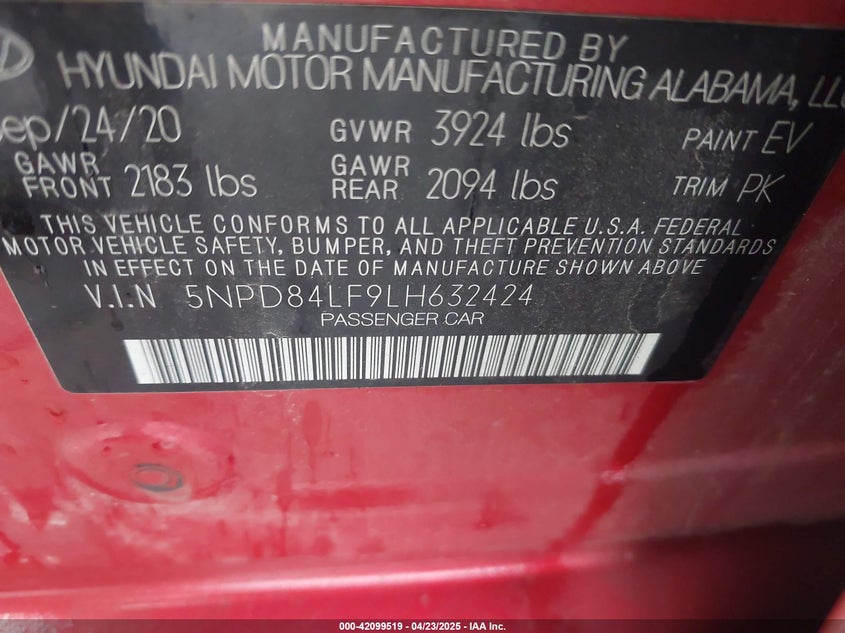 MANUFACTURED BY
HYUNDAI MOTOR MANUFACTURING ALABAMA, LLC
Sep/24/20 GVWR 3924 lbs PAINT EV
GAWR FRONT 2183 lbs GAWR REAR 2094 lbs TRIM PK
THIS VEHICLE CONFORMS TO ALL APPLICABLE U.S.A. FEDERAL
MOTOR VEHICLE SAFETY, BUMPER, AND THEFT PREVENTION STANDARDS
IN EFFECT ON THE DATE OF MANUFACTURE SHOWN ABOVE
V.I.N 5NPD84LF9LH632424
PASSENGER CAR
000-42099519 - 04/23/2025 - IAA Inc.